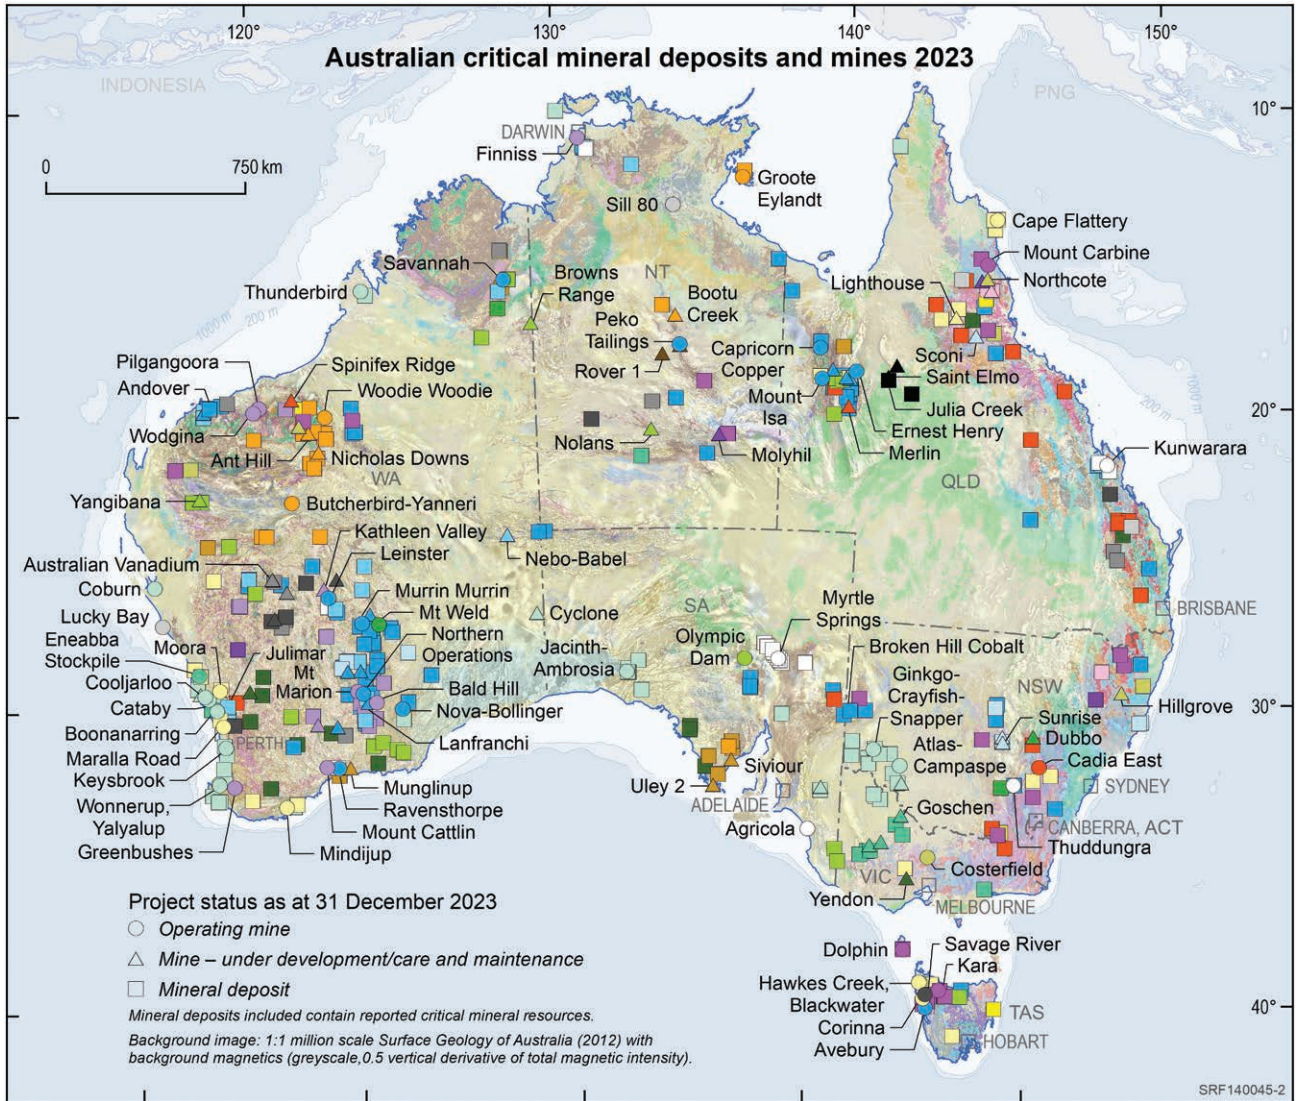 120°
130°
140°
150°
Australian critical mineral deposits and mines 2023
INDONESIA
PNG
1000 m
200 m
10°
DARWIN
Finniss
0
750 km
Groote
Eylandt
Sill 80
Cape Flattery
Mount Carbine
Northcote
Lighthouse
Savannah
Browns
Range
NT
Thunderbird
Bootu
Creek
Peko
Tailings
Rover 1
Capricorn
Copper
Sconi
Saint Elmo
Mount
Isa
Julia Creek
Ernest Henry
Merlin
1000 m
200 m
Pilgangoora
Spinifex Ridge
Andover
Woodie Woodie
20°
Wodgina
Ant Hill
Nicholas Downs
WA
Nolans
Molyhil
Kunwarara
QLD
Yangibana
Butcherbird-Yanneri
Kathleen Valley
Leinster
Nebo-Babel
Australian Vanadium
Coburn
Murrin Murrin
Mt Weld
Cyclone
SA
Myrtle
Springs
BRISBANE
Lucky Bay
Eneabba
Stockpile
Moora
Julimar
Mt
Marion
Northern
Operations
Jacinth-
Ambrosia
Olympic
Dam
Broken Hill Cobalt
Ginkgo-
Crayfish-
Snapper
NSW
Cooljarloo
Cataby
Bald Hill
Nova-Bollinger
Hillgrove
30°
Boonanarring
PERTH
Lanfranchi
Sunrise
Dubbo
Maralla Road
Atlas-
Campaspe
Cadia East
Keysbrook
Siviour
Munglinup
Uley 2
ADELAIDE
SYDNEY
Wonnerup,
Yalyalup
Ravensthorpe
Goschen
Mount Cattlin
Agricola
CANBERRA, ACT
Greenbushes
Mindijup
Thuddungra
Costerfield
VIC
Yendon
MELBOURNE
Project status as at 31 December 2023
Operating mine
Mine – under development/care and maintenance
Mineral deposit
Mineral deposits included contain reported critical mineral resources.
Background image: 1:1 million scale Surface Geology of Australia (2012) with
background magnetics (greyscale,0.5 vertical derivative of total magnetic intensity).
Dolphin
Savage River
Kara
Hawkes Creek,
Blackwater
Corinna
Avebury
TAS
40°
HOBART
SRF140045-2